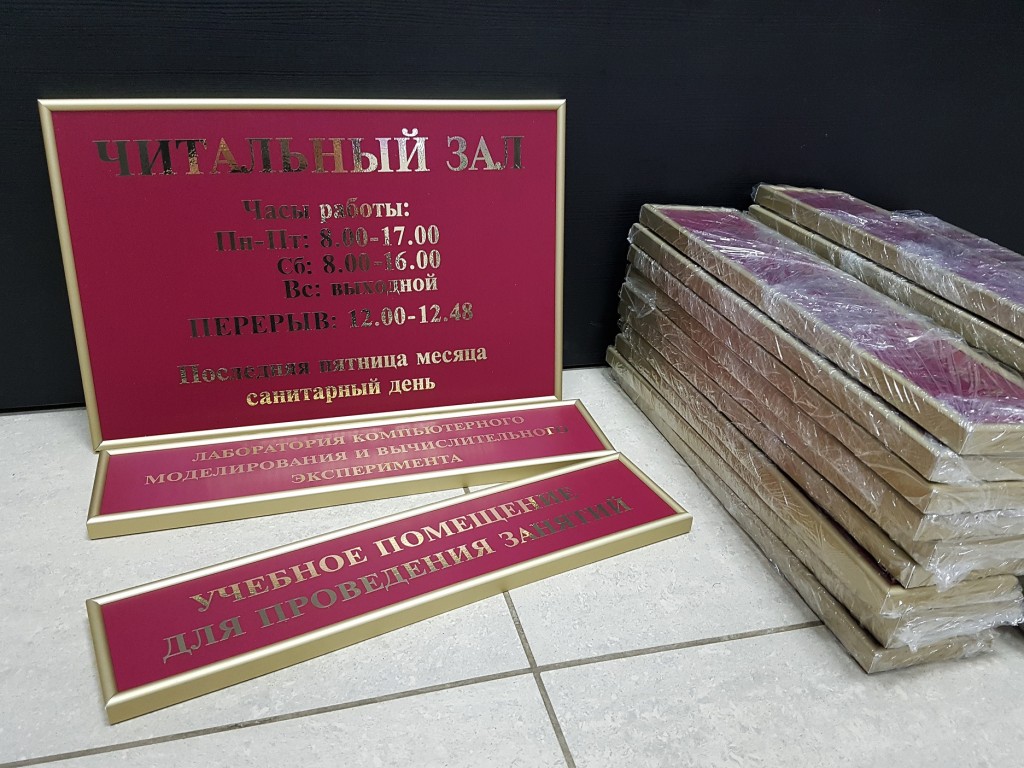 ЧИТАЛЬНЫЙ ЗАЛ
Часы работы:
Пн-Пт: 8.00-17.00
Сб: 8.00-16.00
Вс: выходной
ПЕРЕРЫВ: 12.00-12.48
Последняя пятница месяца
санитарный день
ЛАБОРАТОРИЯ КОМПЬЮТЕРНОГО
МОДЕЛИРОВАНИЯ И ВЫЧИСЛИТЕЛЬНОГО
ЭКСПЕРИМЕНТА
УЧЕБНОЕ ПОМЕЩЕНИЕ
ДЛЯ ПРОВЕДЕНИЯ ЗАНЯТИЙ